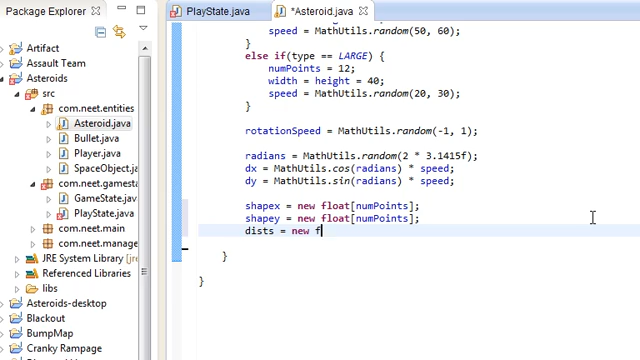 Package Explorer
PlayState.java
*Asteroid.java
Artifact
Assault Team
Asteroids
src
com.neet.entities
Asteroid.java
Bullet.java
Player.java
SpaceObject.ja
com.neet.gamesta
GameState.java
PlayState.java
com.neet.main
com.neet.manage
JRE System Library
Referenced Libraries
libs
Asteroids-desktop
Blackout
BumpMap
Cranky Rampage
speed = MathUtils.random(50, 60);
}
else if(type == LARGE) {
numPoints = 12;
width = height = 40;
speed = MathUtils.random(20, 30);
}
rotationSpeed = MathUtils.random(-1, 1);
radians = MathUtils.random(2 * 3.1415f);
dx = MathUtils.cos(radians) * speed;
dy = MathUtils.sin(radians) * speed;
shapex = new float[numPoints];
shapey = new float[numPoints];
dists = new f
}
}